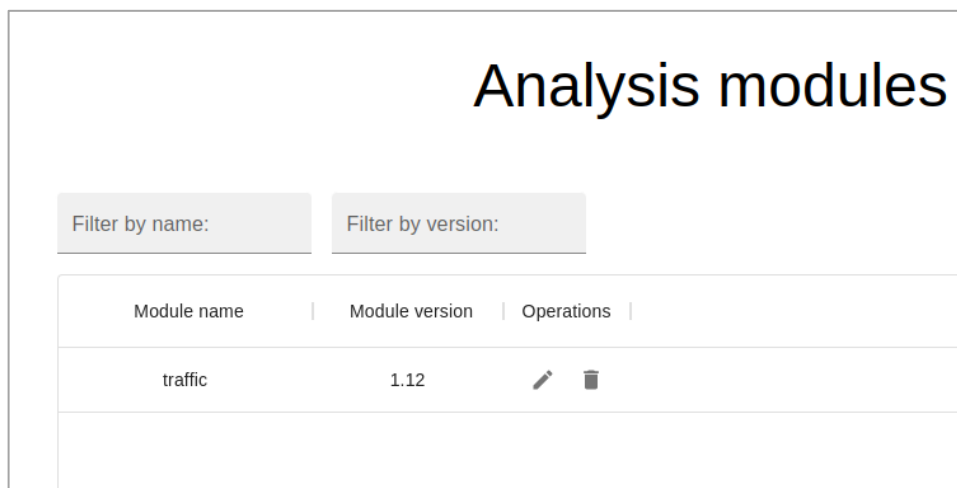 Analysis modules
Filter by name: Filter by version:
Module name Module version Operations
traffic 1.12